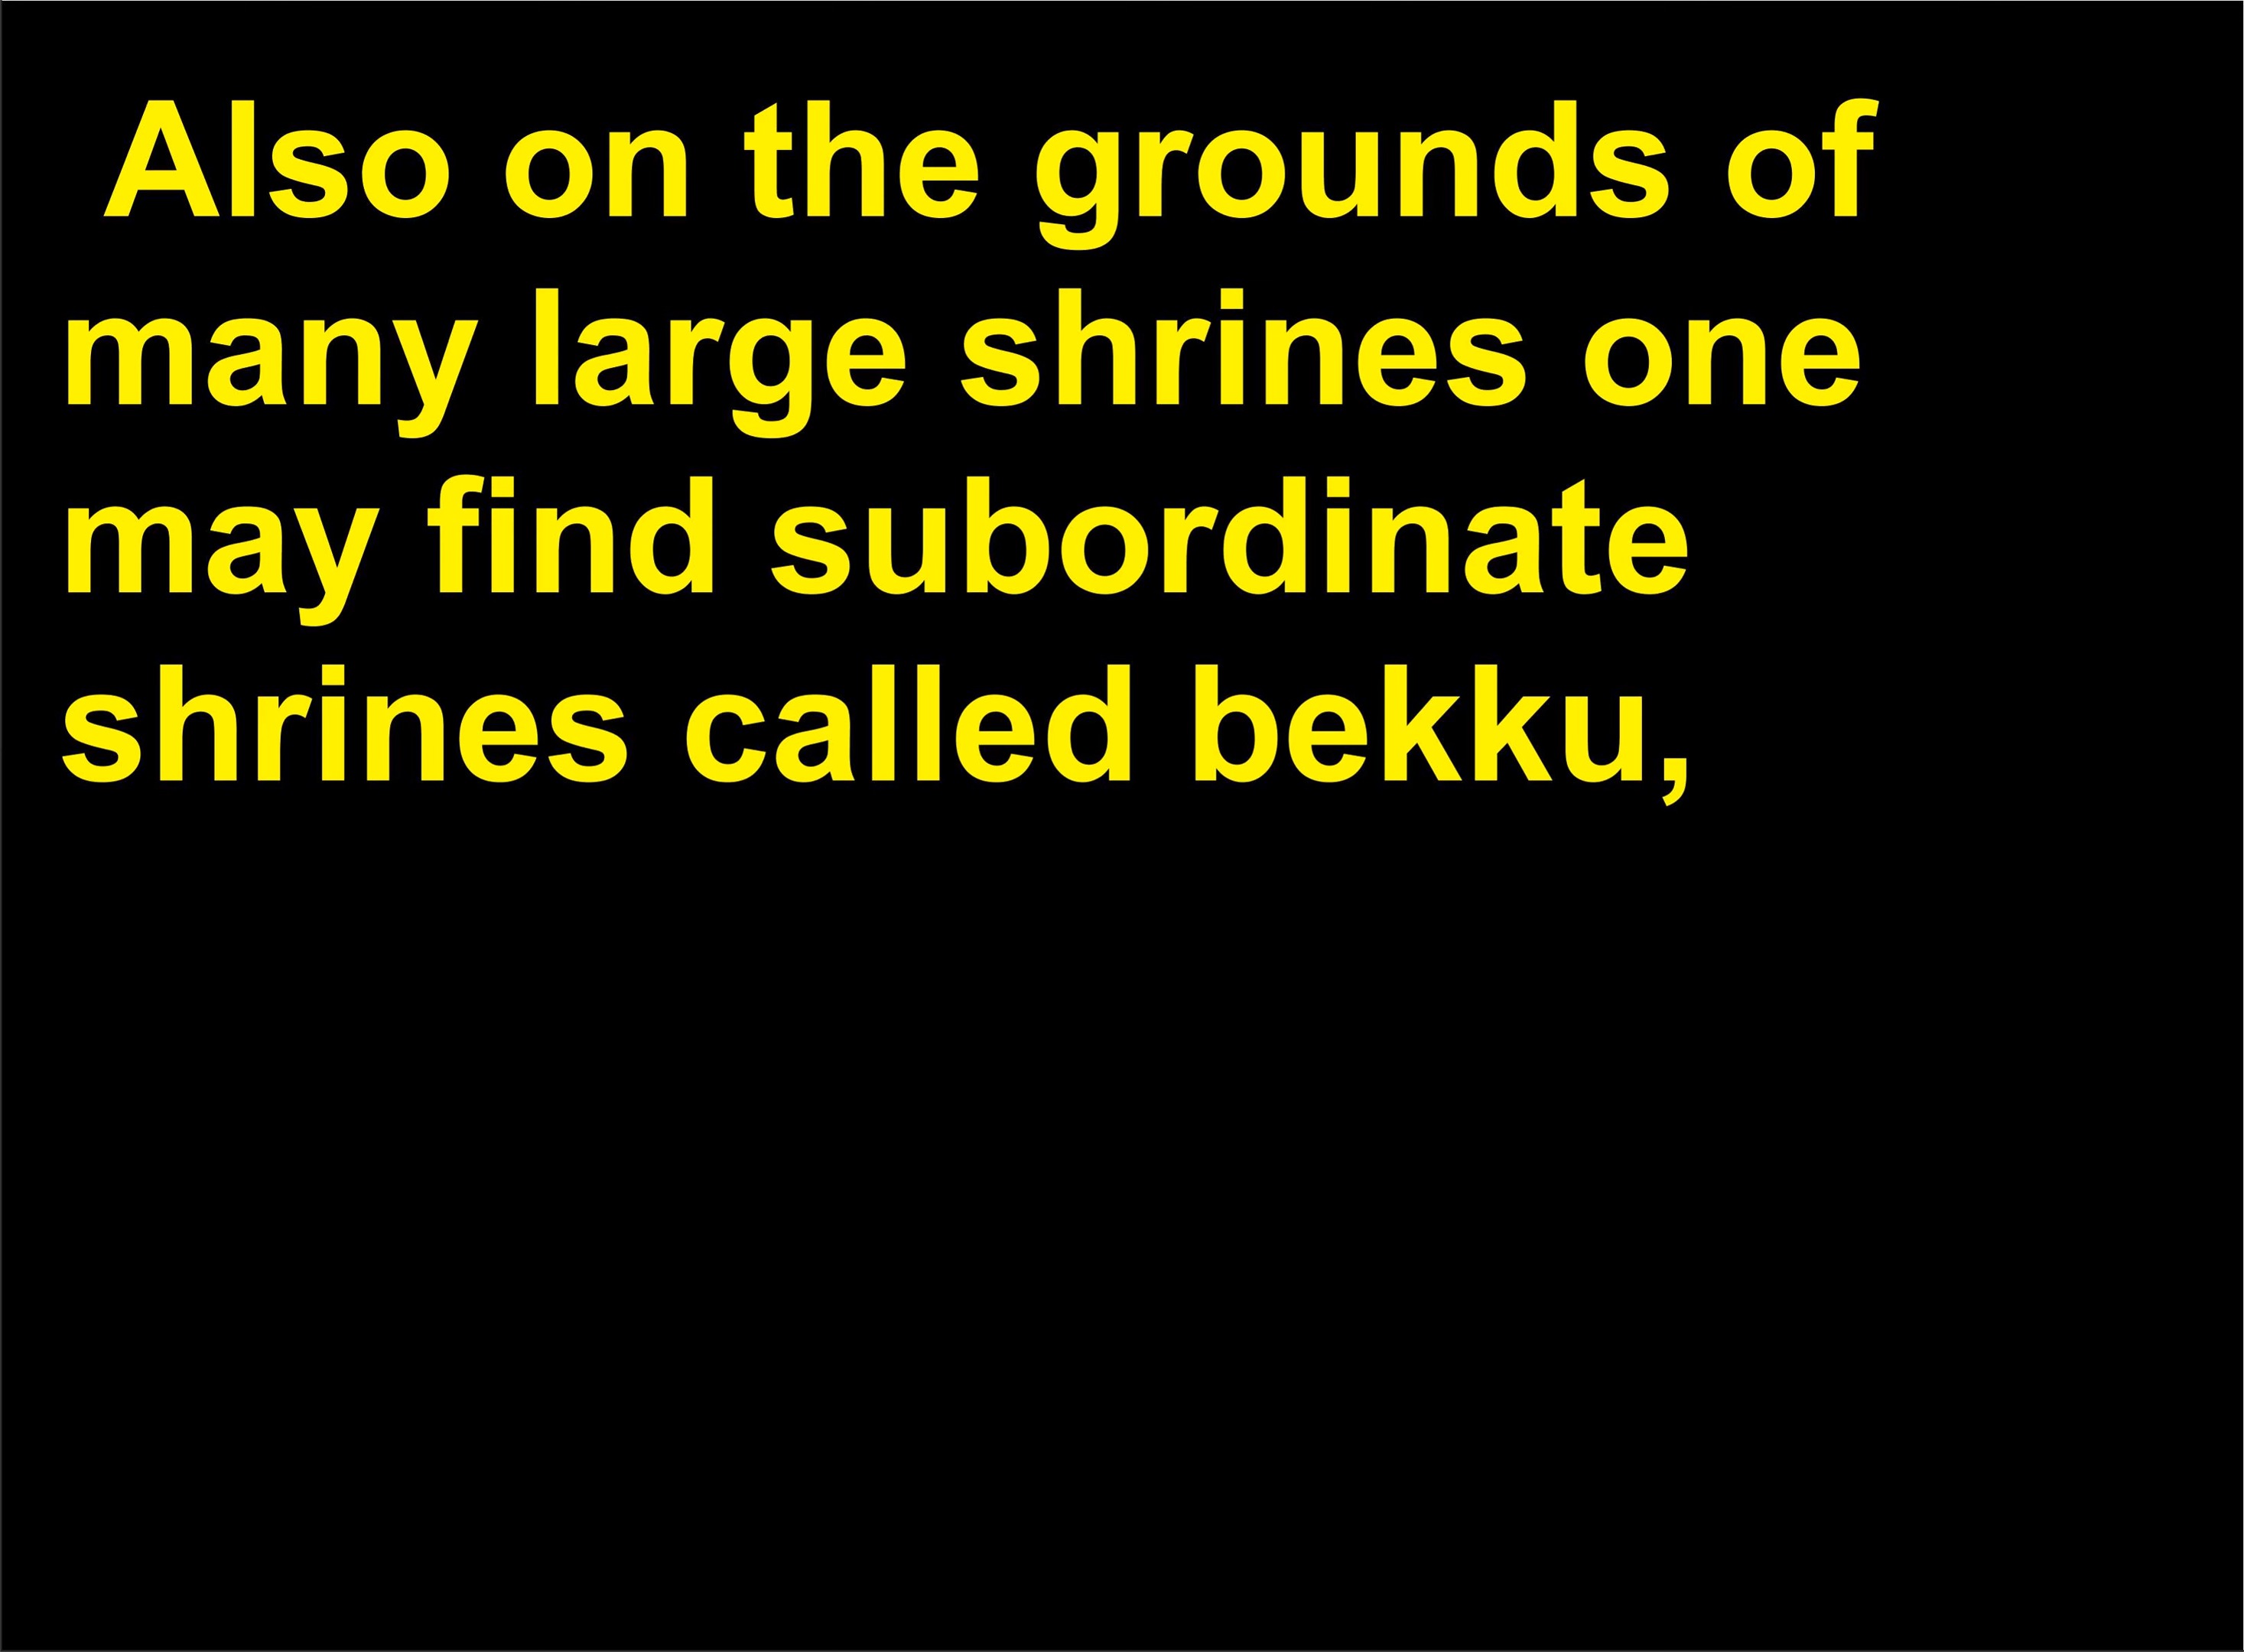 Also on the grounds of
many large shrines one
may find subordinate
shrines called bekku,